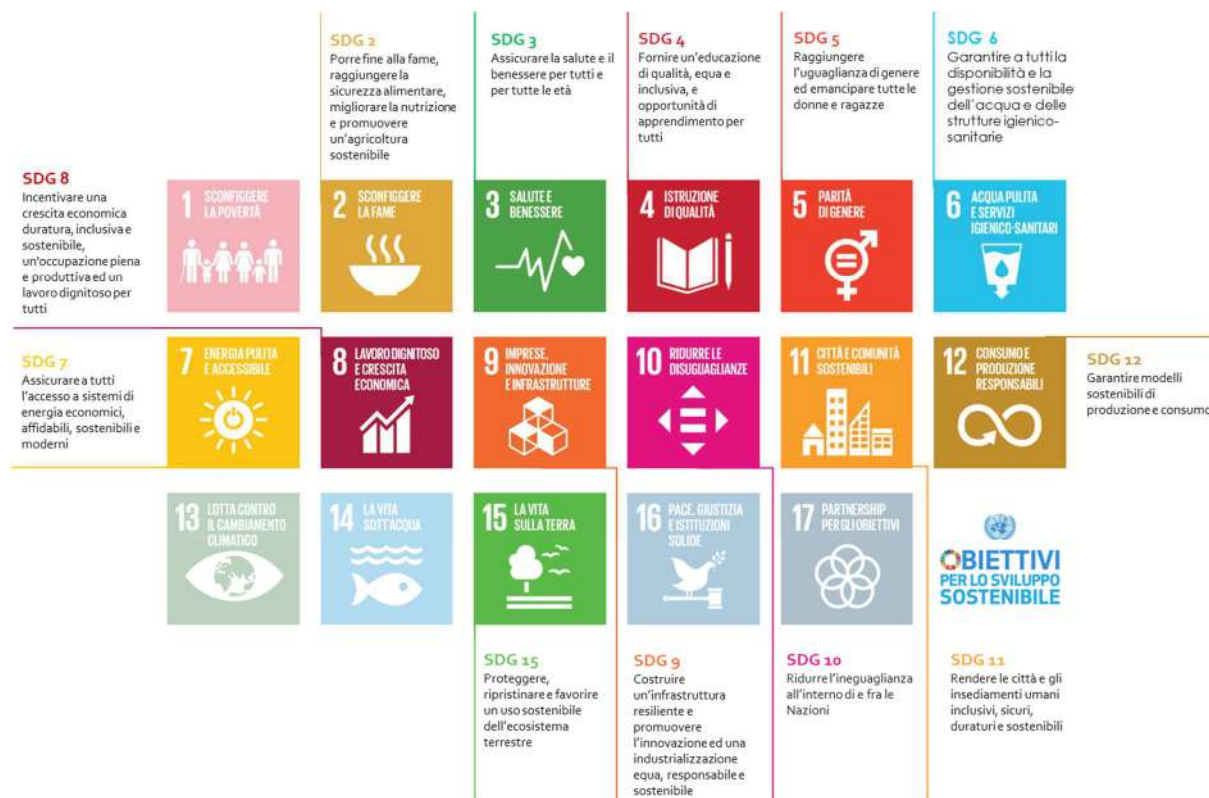 SDG 2
Porre fine alla fame,
raggiungere la
sicurezza alimentare,
migliorare la nutrizione
e promuovere
un'agricoltura
sostenibile
SDG 3
Assicurare la salute e il
benessere per tutti e
per tutte le età
SDG 4
Fornire un'educazione
di qualità, equa e
inclusiva, e
opportunità di
apprendimento per
tutti
SDG 5
Raggiungere
l'uguaglianza di genere
ed emancipare tutte le
donne e ragazze
SDG 6
Garantire a tutti la
disponibilità e la
gestione sostenibile
dell'acqua e delle
strutture igienico-
sanitarie
SDG 8
Incentivare una
crescita economica
duratura, inclusiva e
sostenibile,
un'occupazione piena
e produttiva ed un
lavoro dignitoso per
tutti
1 SCONFIGGERE
LA POVERTÀ
2 SCONFIGGERE
LA FAME
3 SALUTE E
BENESSERE
4 ISTRUZIONE
DI QUALITÀ
5 PARITÀ
DI GENERE
6 ACQUA PULITA
E SERVIZI
IGIENICO-SANITARI
SDG 7
Assicurare a tutti
l'accesso a sistemi di
energia economici,
affidabili, sostenibili e
moderni
7 ENERGIA PULITA
E ACCESSIBILE
8 LAVORO DIGNITOSO
E CRESCITA
ECONOMICA
9 IMPRESE,
INNOVAZIONE
E INFRASTRUTTURE
10 RIDURRE LE
DISUGUAGLIANZE
11 CITTÀ E COMUNITÀ
SOSTENIBILI
12 CONSUMO E
PRODUZIONE
RESPONSABILI
SDG 12
Garantire modelli
sostenibili di
produzione e consumo
13 LOTTA CONTRO
IL CAMBIAMENTO
CLIMATICO
14 LA VITA
SOTT'ACQUA
15 LA VITA
SULLA TERRA
16 PACE, GIUSTIZIA
E ISTITUZIONI
SOLIDE
17 PARTNERSHIP
PER GLI OBIETTIVI
OBIETTIVI
PER LO SVILUPPO
SOSTENIBILE
SDG 15
Proteggere,
ripristinare e favorire
un uso sostenibile
dell'ecosistema
terrestre
SDG 9
Costruire
un'infrastruttura
resiliente e
promuovere
l'innovazione ed una
industrializzazione
equa, responsabile e
sostenibile
SDG 10
Ridurre l'ineguaglianza
all'interno di e fra le
Nazioni
SDG 11
Rendere le città e gli
insediamenti umani
inclusivi, sicuri,
duraturi e sostenibili